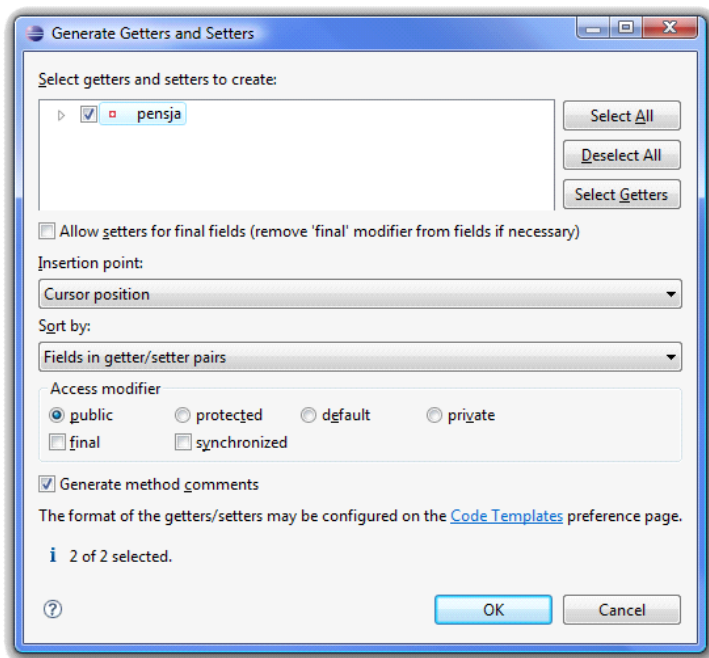 Generate Getters and Setters
Select getters and setters to create:
pensja
Select All
Deselect All
Select Getters
Allow setters for final fields (remove 'final' modifier from fields if necessary)
Insertion point:
Cursor position
Sort by:
Fields in getter/setter pairs
Access modifier
public protected default private
final synchronized
Generate method comments
The format of the getters/setters may be configured on the Code Templates preference page.
i 2 of 2 selected.
? OK Cancel